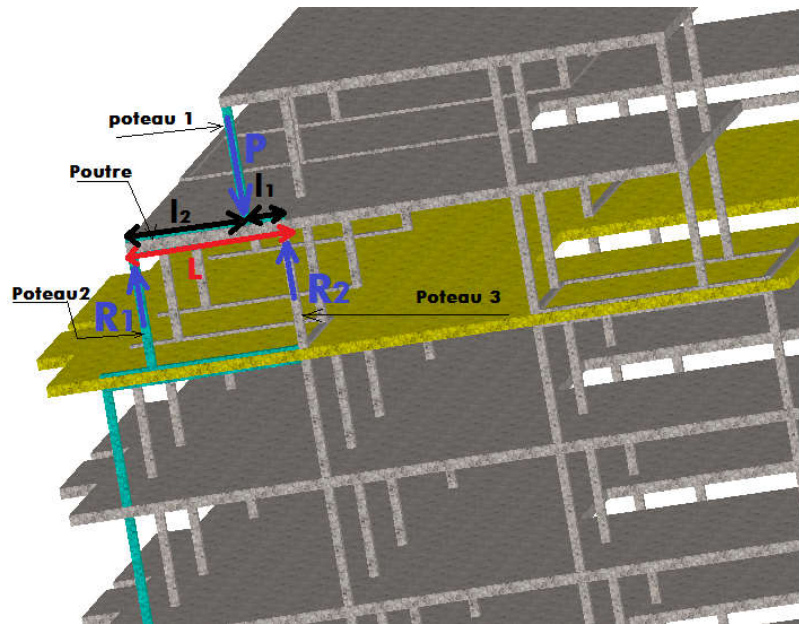 poteau 1
P
Poutre
l₁
l₂
L
Poteau2
R1
R2
Poteau 3